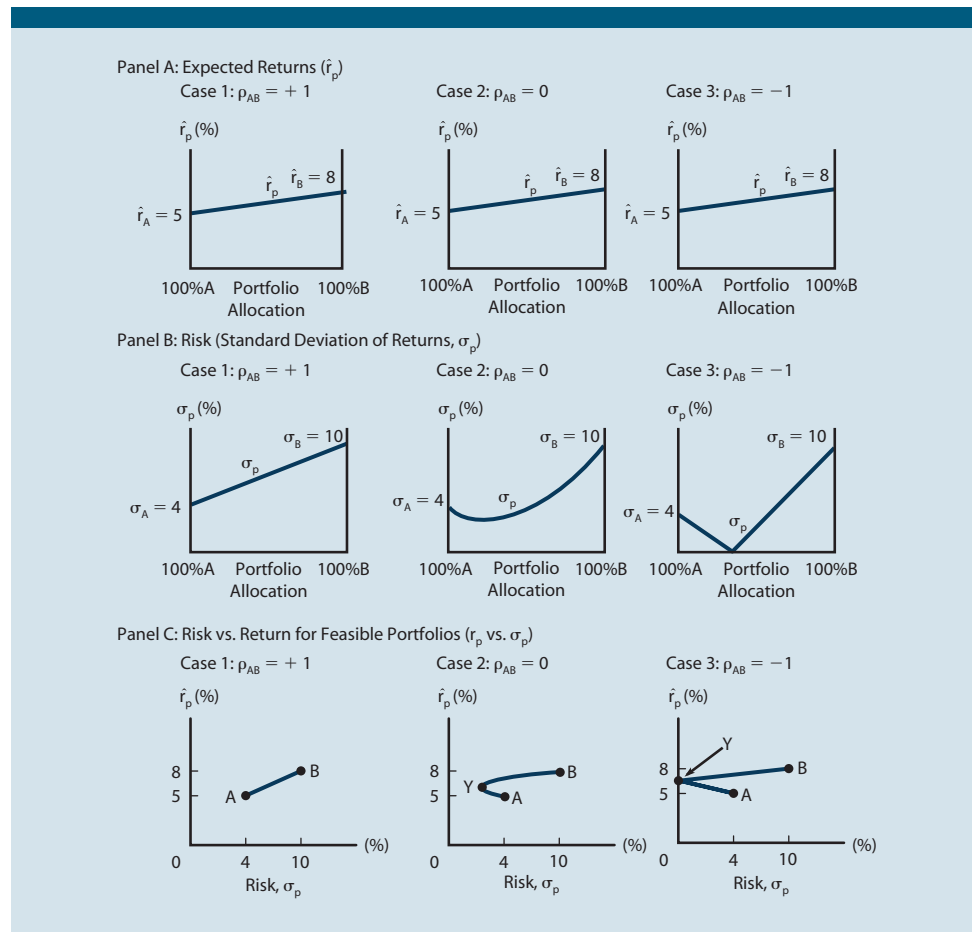 Panel A: Expected Returns (r̂p)
Case 1: ρAB = + 1
Case 2: ρAB = 0
Case 3: ρAB = −1
r̂p (%)
r̂p (%)
r̂p (%)
r̂B = 8
r̂p
r̂A = 5
r̂B = 8
r̂p
r̂A = 5
r̂B = 8
r̂p
r̂A = 5
100%A Portfolio 100%B
Allocation
100%A Portfolio 100%B
Allocation
100%A Portfolio 100%B
Allocation
Panel B: Risk (Standard Deviation of Returns, σp)
Case 1: ρAB = + 1
Case 2: ρAB = 0
Case 3: ρAB = −1
σp (%)
σp (%)
σp (%)
σB = 10
σp
σA = 4
σB = 10
σp
σA = 4
σB = 10
σp
σA = 4
100%A Portfolio 100%B
Allocation
100%A Portfolio 100%B
Allocation
100%A Portfolio 100%B
Allocation
Panel C: Risk vs. Return for Feasible Portfolios (rp vs. σp)
Case 1: ρAB = + 1
Case 2: ρAB = 0
Case 3: ρAB = −1
r̂p (%)
r̂p (%)
r̂p (%)
8
B
5
A
(%)
0 4 10
Risk, σp
8
B
Y
5
A
(%)
0 4 10
Risk, σp
Y
8
B
5
A
(%)
0 4 10
Risk, σp